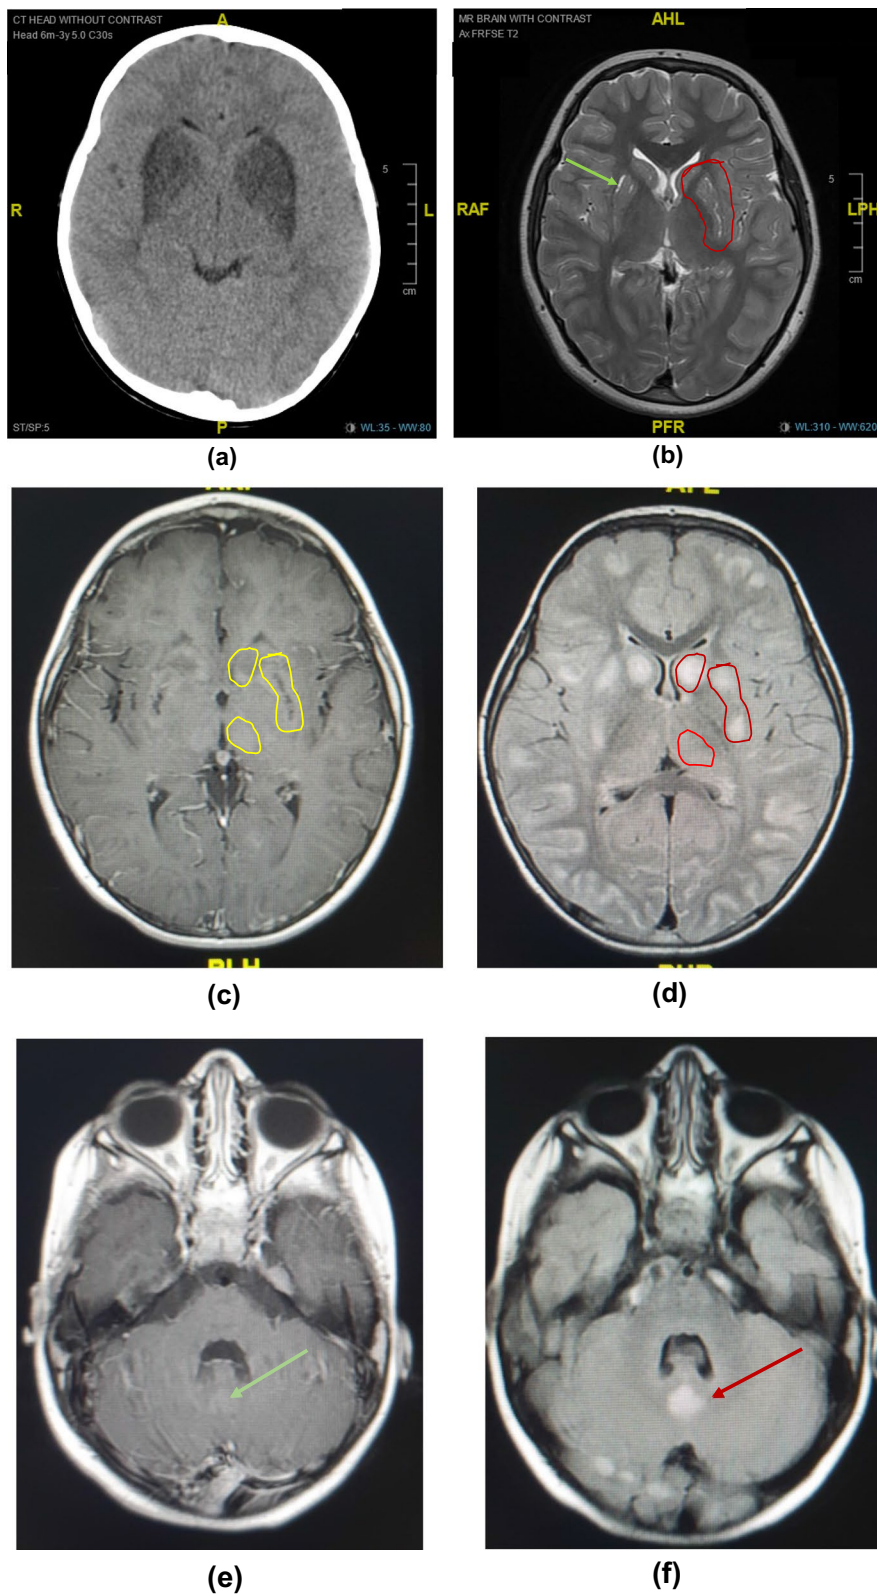 CT HEAD WITHOUT CONTRAST
Head 6m-3y 5.0 C30s
A
R
5
L
cm
ST/SP:5
P
WL:35 - WW:80
(a)
MR BRAIN WITH CONTRAST
Ax FRFSE T2
AHL
RAF
5
LPH
cm
PFR
WL:310 - WW:620
(b)
(c)
(d)
(e)
(f)